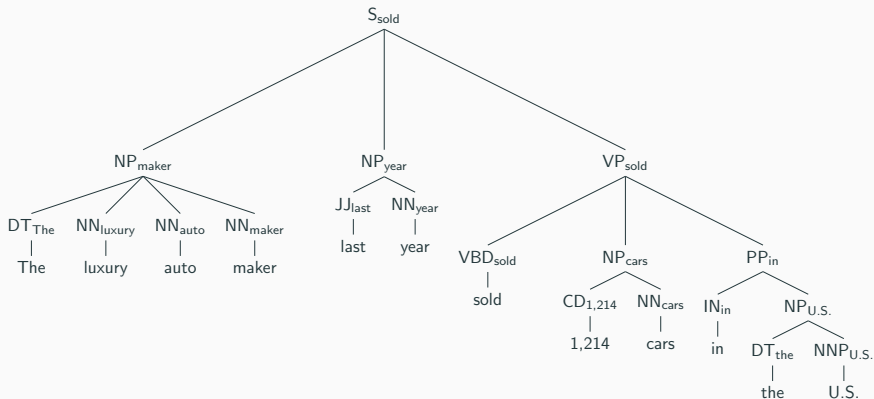 S_sold
NP_maker NP_year VP_sold
DT_The NN_luxury NN_auto NN_maker JJ_last NN_year
The luxury auto maker last year
VBD_sold NP_cars PP_in
sold CD_1,214 NN_cars IN_in NP_U.S.
1,214 cars in DT_the NNP_U.S.
the U.S.